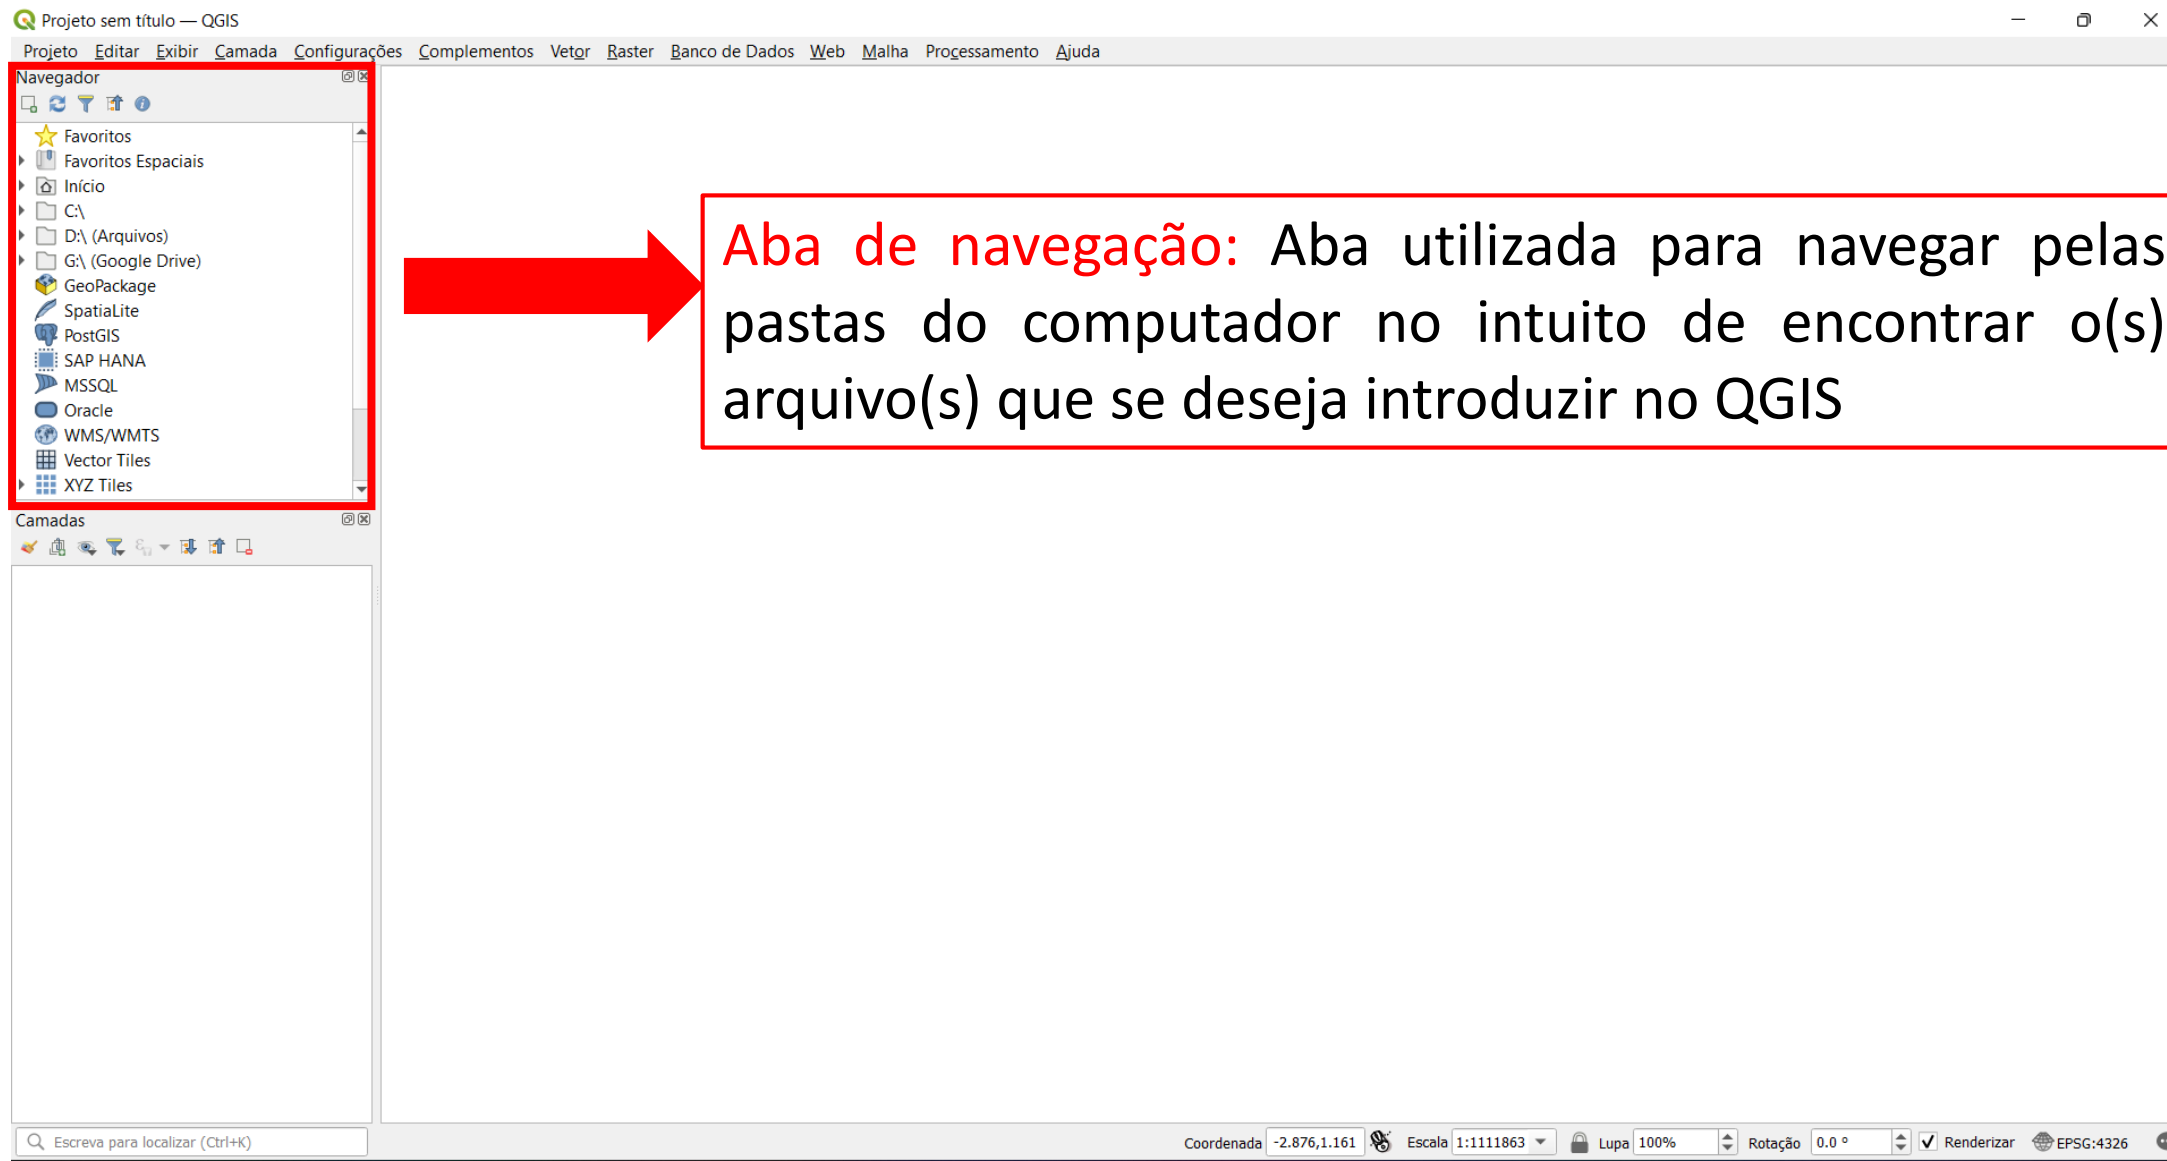 Projeto sem título — QGIS
Projeto Editar Exibir Camada Configurações Complementos Vetor Raster Banco de Dados Web Malha Processamento Ajuda
Navegador
Favoritos
Favoritos Espaciais
Início
C:\
D:\ (Arquivos)
G:\ (Google Drive)
GeoPackage
SpatiaLite
PostGIS
SAP HANA
MSSQL
Oracle
WMS/WMTS
Vector Tiles
XYZ Tiles
Aba de navegação: Aba utilizada para navegar pelas
pastas do computador no intuito de encontrar o(s)
arquivo(s) que se deseja introduzir no QGIS
Camadas
Escreva para localizar (Ctrl+K)
Coordenada -2.876,1.161 Escala 1:1111863 Lupa 100% Rotação 0.0 ° Renderizar EPSG:4326